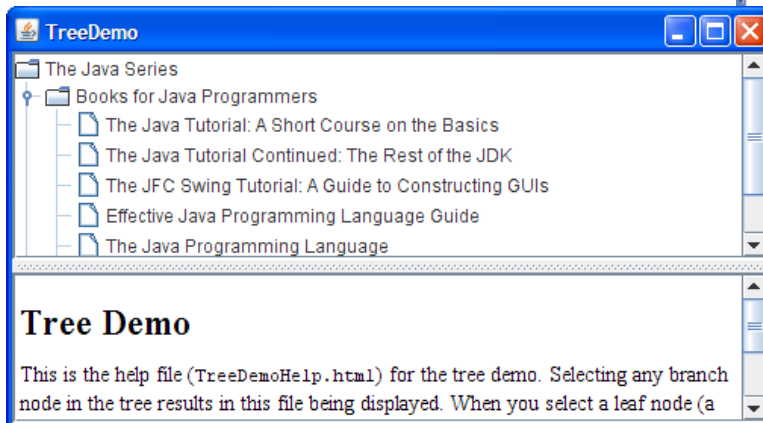 TreeDemo
The Java Series
Books for Java Programmers
The Java Tutorial: A Short Course on the Basics
The Java Tutorial Continued: The Rest of the JDK
The JFC Swing Tutorial: A Guide to Constructing GUIs
Effective Java Programming Language Guide
The Java Programming Language
Tree Demo
This is the help file (TreeDemoHelp.html) for the tree demo. Selecting any branch
node in the tree results in this file being displayed. When you select a leaf node (a